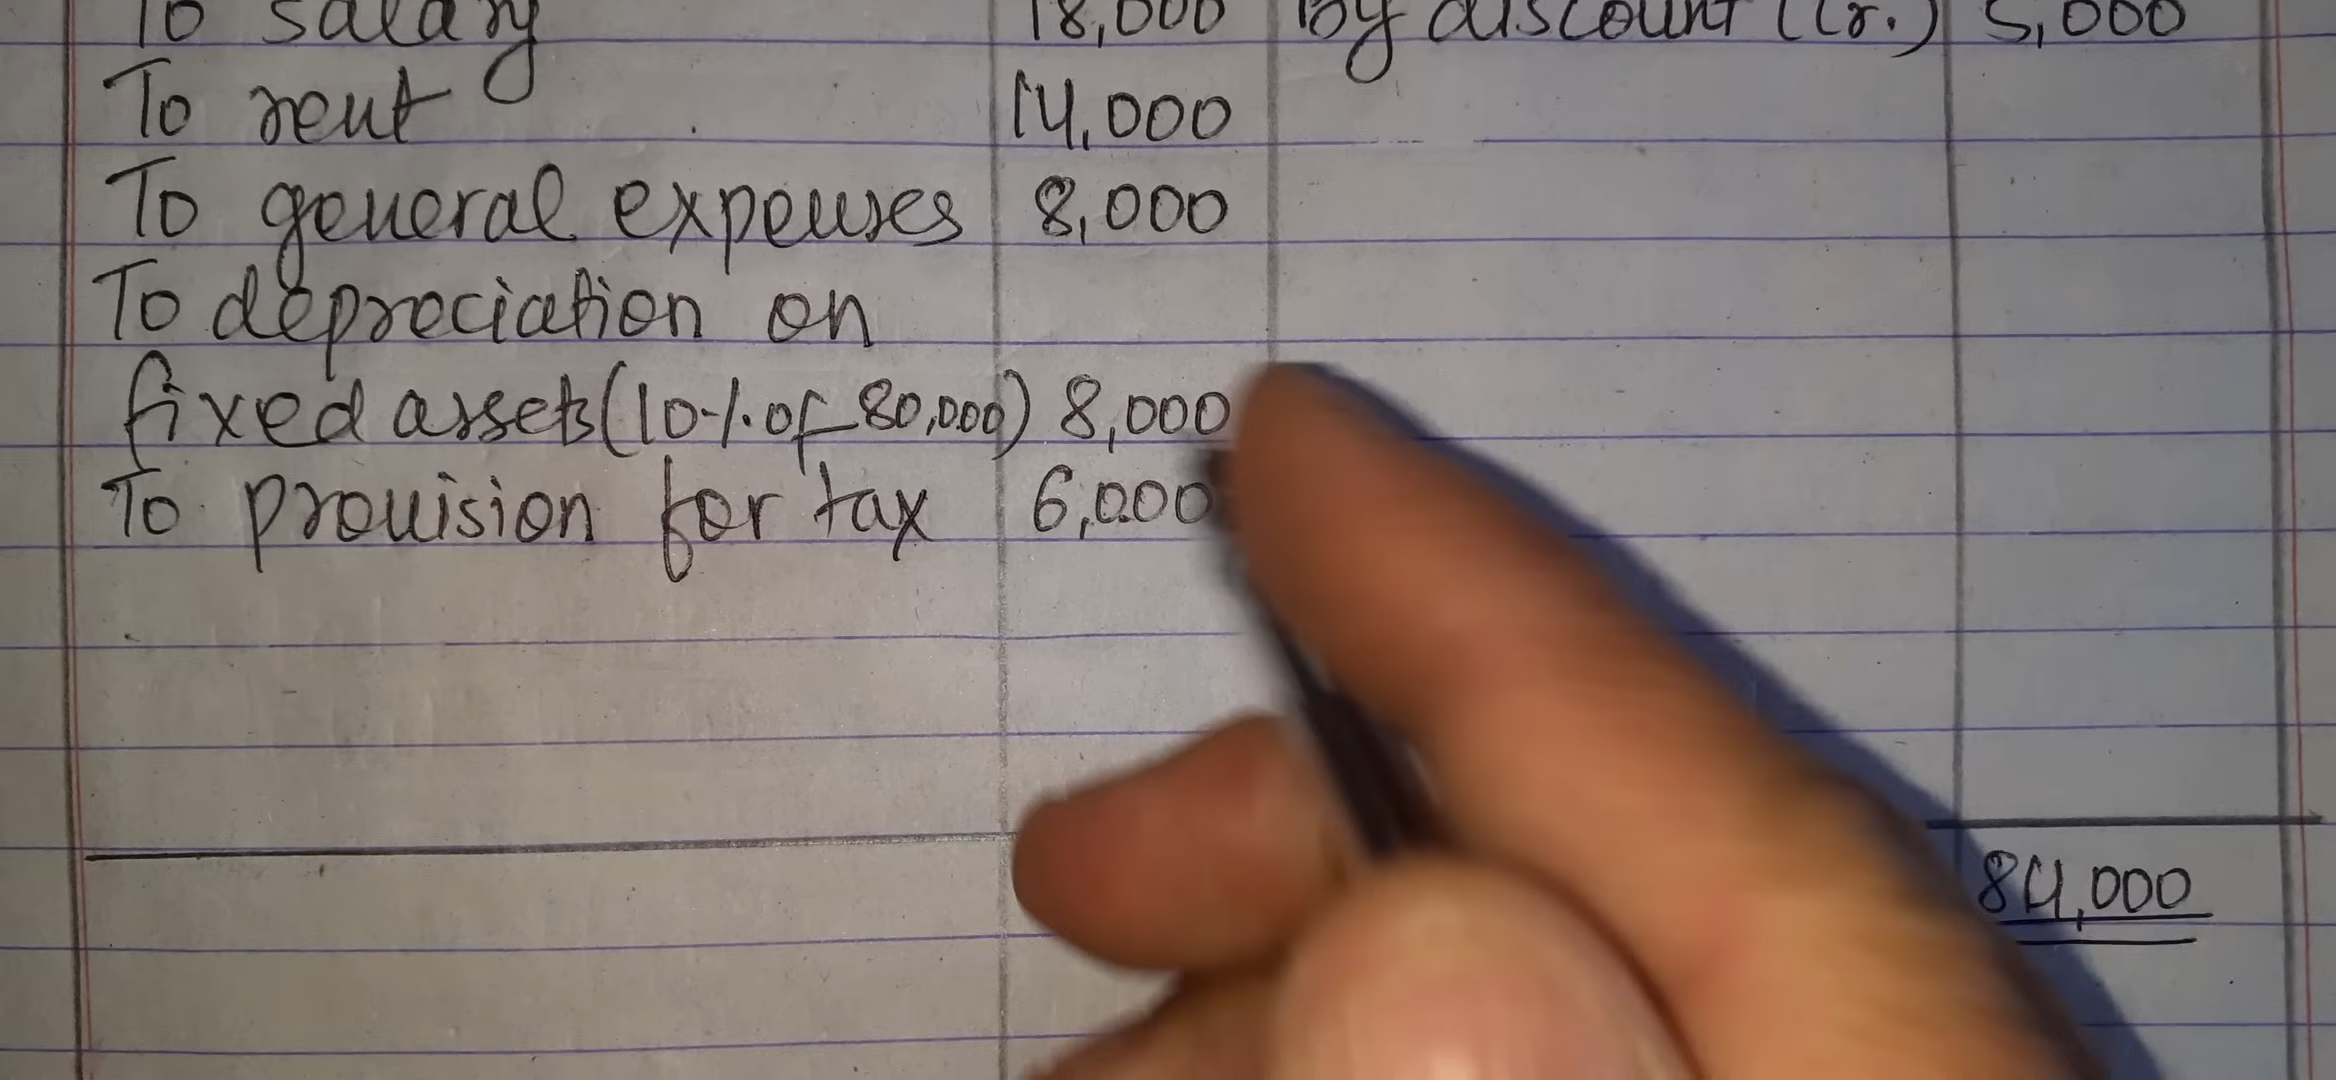 To salary 18,000 By discount (Cr.) 5,000
To rent 14,000
To general expenses 8,000
To depreciation on
fixed assets (10% of 80,000) 8,000
To provision for tax 6,000
84,000